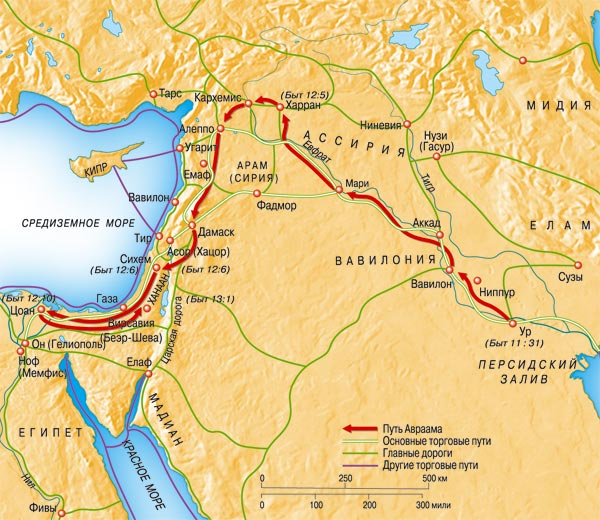 (Быт 12:5)
Тарс
Кархемис
Харран
МИДИЯ
Алеппо
АССИРИЯ
Ниневия
Нузи
(Гасур)
Угарит
Евфрат
КИПР
Емаф
АРАМ
(СИРИЯ)
Мари
Тигр
Вавилон
Фадмор
СРЕДИЗЕМНОЕ МОРЕ
Аккад
ЕЛАМ
Тир
Дамаск
Асор (Хацор)
Сихем
(Быт 12:6)
(Быт 12:6)
ВАВИЛОНИЯ
Сузы
Вавилон
Ниппур
(Быт 12:10)
Газа
ХАНААН
(Быт 13:1)
Цоан
Вирсавия
(Беэр-Шева)
Царская дорога
Ур
(Быт 11:31)
Он (Гелиополь)
Ноф
(Мемфис)
Елаф
ПЕРСИДСКИЙ
ЗАЛИВ
МАДИАН
ЕГИПЕТ
КРАСНОЕ МОРЕ
Нил
Фивы
Путь Авраама
Основные торговые пути
Главные дороги
Другие торговые пути
0 250 500 км
0 100 200 300 мили